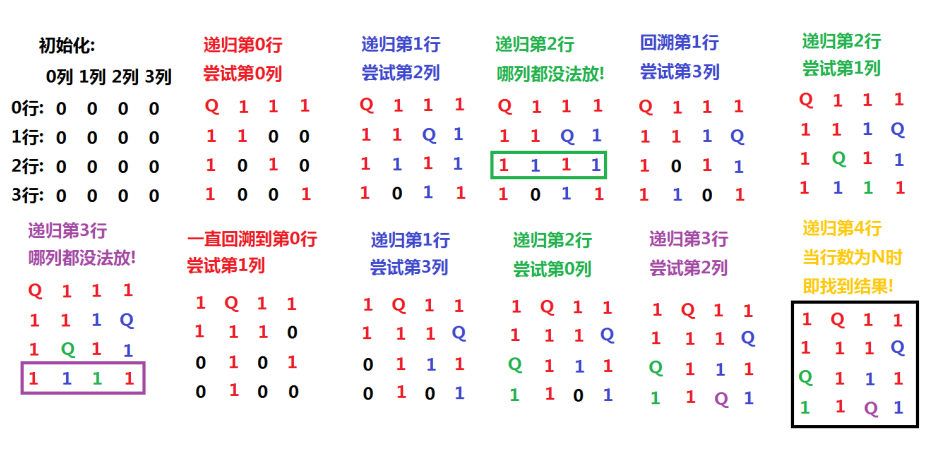 初始化:
0列 1列 2列 3列
0行: 0 0 0 0
1行: 0 0 0 0
2行: 0 0 0 0
3行: 0 0 0 0
递归第0行
尝试第0列
Q 1 1 1
1 1 0 0
1 0 1 0
1 0 0 1
递归第1行
尝试第2列
Q 1 1 1
1 1 Q 1
1 1 1 1
1 0 1 1
递归第2行
哪列都没法放!
Q 1 1 1
1 1 Q 1
1 1 1 1
1 0 1 1
回溯第1行
尝试第3列
Q 1 1 1
1 1 1 Q
1 0 1 1
1 1 0 1
递归第2行
尝试第1列
Q 1 1 1
1 1 1 Q
1 Q 1 1
1 1 1 1
递归第3行
哪列都没法放!
Q 1 1 1
1 1 1 Q
1 Q 1 1
1 1 1 1
一直回溯到第0行
尝试第1列
1 Q 1 1
1 1 1 0
0 1 0 1
0 1 0 0
递归第1行
尝试第3列
1 Q 1 1
1 1 1 Q
0 1 1 1
0 1 0 1
递归第2行
尝试第0列
1 Q 1 1
1 1 1 Q
Q 1 1 1
1 1 0 1
递归第3行
尝试第2列
1 Q 1 1
1 1 1 Q
Q 1 1 1
1 1 Q 1
递归第4行
当行数为N时
即找到结果!
1 Q 1 1
1 1 1 Q
Q 1 1 1
1 1 Q 1